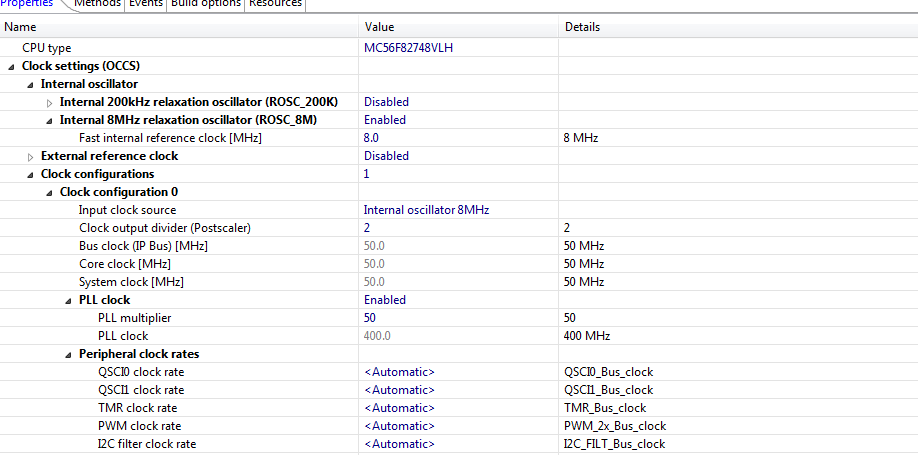 Properties Methods Events Build options Resources
Name Value Details
CPU type MC56F82748VLH
Clock settings (OCCS)
Internal oscillator
Internal 200kHz relaxation oscillator (ROSC_200K) Disabled
Internal 8MHz relaxation oscillator (ROSC_8M) Enabled
Fast internal reference clock [MHz] 8.0 8 MHz
External reference clock Disabled
Clock configurations 1
Clock configuration 0
Input clock source Internal oscillator 8MHz
Clock output divider (Postscaler) 2 2
Bus clock (IP Bus) [MHz] 50.0 50 MHz
Core clock [MHz] 50.0 50 MHz
System clock [MHz] 50.0 50 MHz
PLL clock Enabled
PLL multiplier 50 50
PLL clock 400.0 400 MHz
Peripheral clock rates
QSCI0 clock rate <Automatic> QSCI0_Bus_clock
QSCI1 clock rate <Automatic> QSCI1_Bus_clock
TMR clock rate <Automatic> TMR_Bus_clock
PWM clock rate <Automatic> PWM_2x_Bus_clock
I2C filter clock rate <Automatic> I2C_FILT_Bus_clock